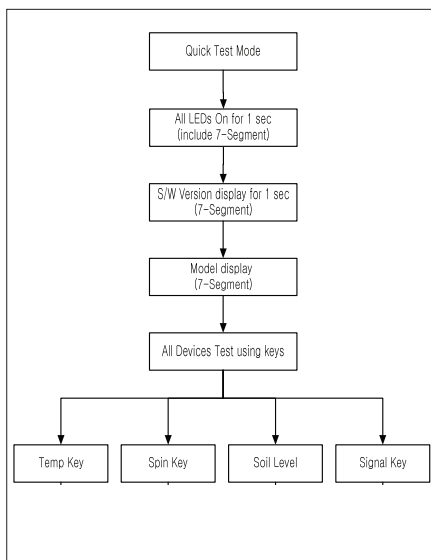 Quick Test Mode
All LEDs On for 1 sec
(include 7-Segment)
S/W Version display for 1 sec
(7-Segment)
Model display
(7-Segment)
All Devices Test using keys
Temp Key
Spin Key
Soil Level
Signal Key